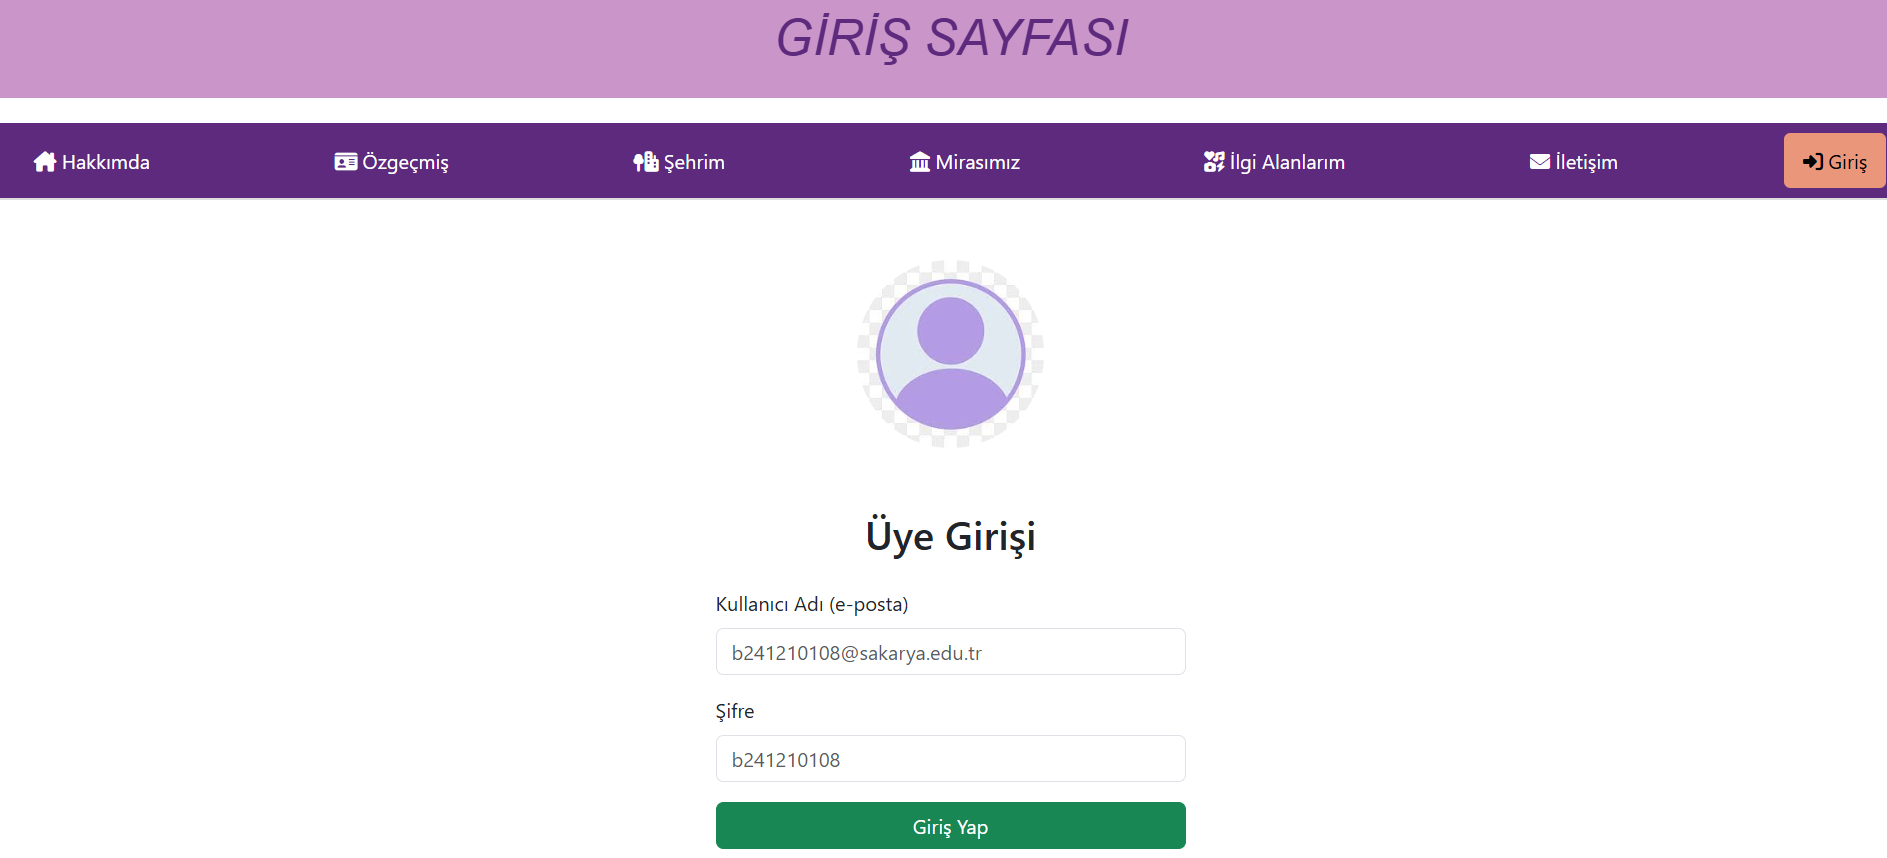 GİRİŞ SAYFASI
Hakkımda Özgeçmiş Şehrim Mirasımız İlgi Alanlarım İletişim Giriş
Üye Girişi
Kullanıcı Adı (e-posta)
b241210108@sakarya.edu.tr
Şifre
b241210108
Giriş Yap